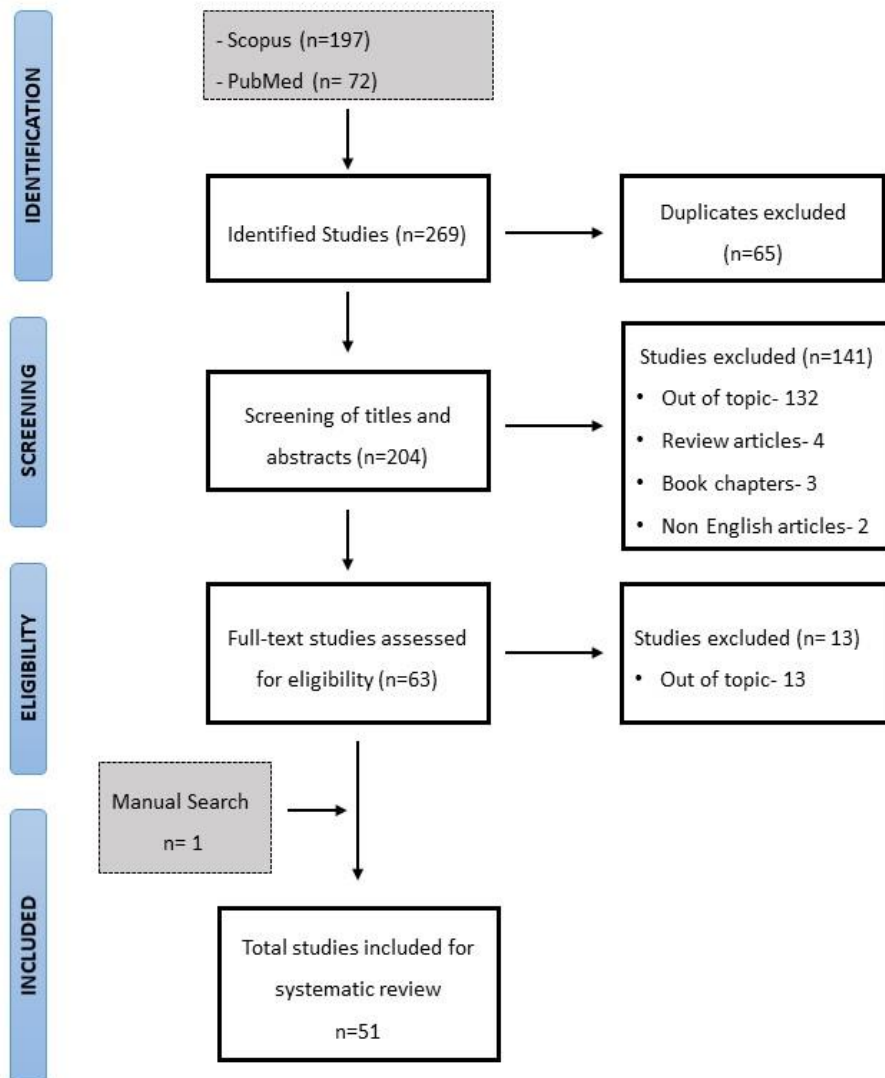 IDENTIFICATION
- Scopus (n=197)
- PubMed (n= 72)
Identified Studies (n=269)
Duplicates excluded
(n=65)
SCREENING
Screening of titles and
abstracts (n=204)
Studies excluded (n=141)
• Out of topic- 132
• Review articles- 4
• Book chapters- 3
• Non English articles- 2
ELIGIBILITY
Full-text studies assessed
for eligibility (n=63)
Studies excluded (n= 13)
• Out of topic- 13
Manual Search
n= 1
INCLUDED
Total studies included for
systematic review
n=51